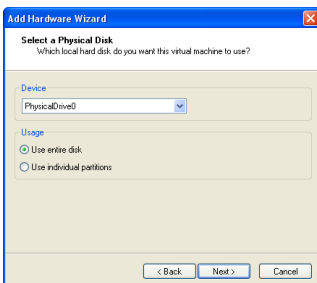 Add Hardware Wizard
Select a Physical Disk
Which local hard disk do you want this virtual machine to use?
Device
PhysicalDrive0
Usage
Use entire disk
Use individual partitions
< Back
Next >
Cancel